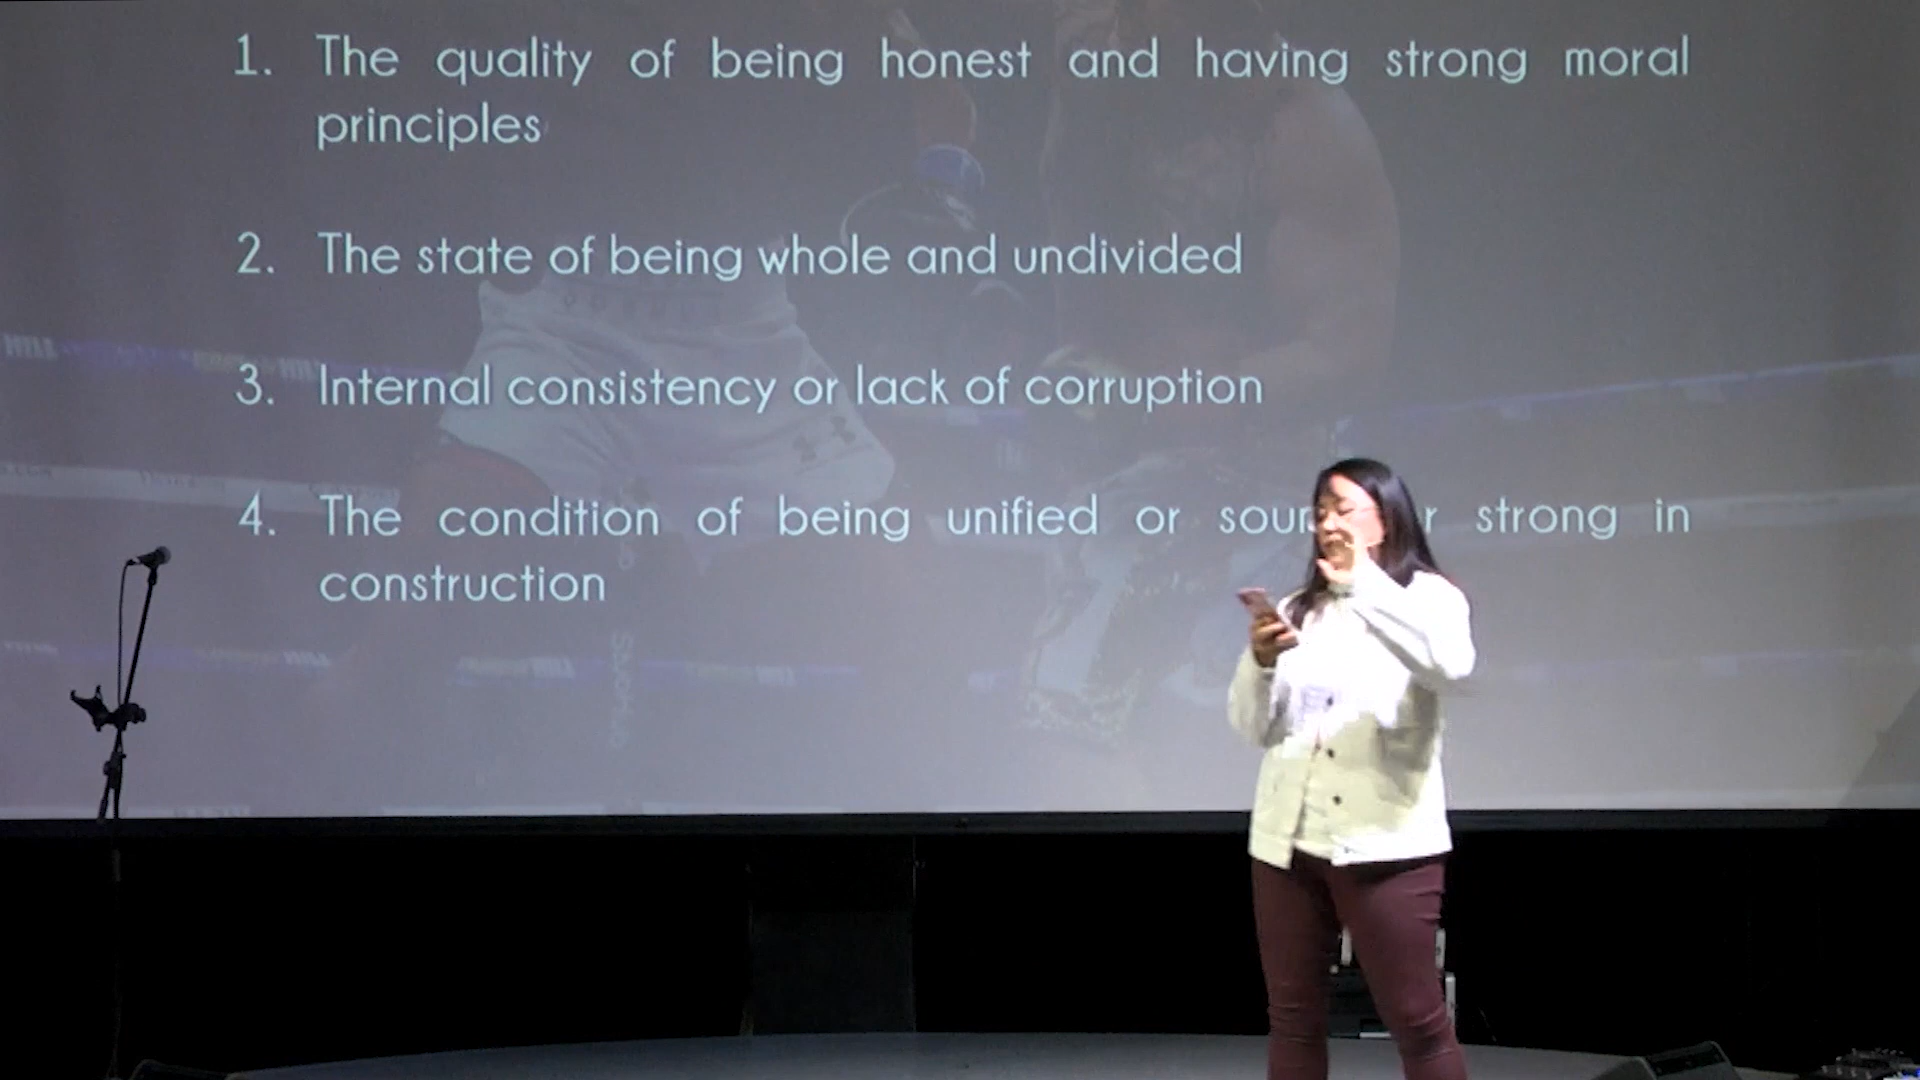 1. The quality of being honest and having strong moral
principles
2. The state of being whole and undivided
3. Internal consistency or lack of corruption
4. The condition of being unified or strong in
construction